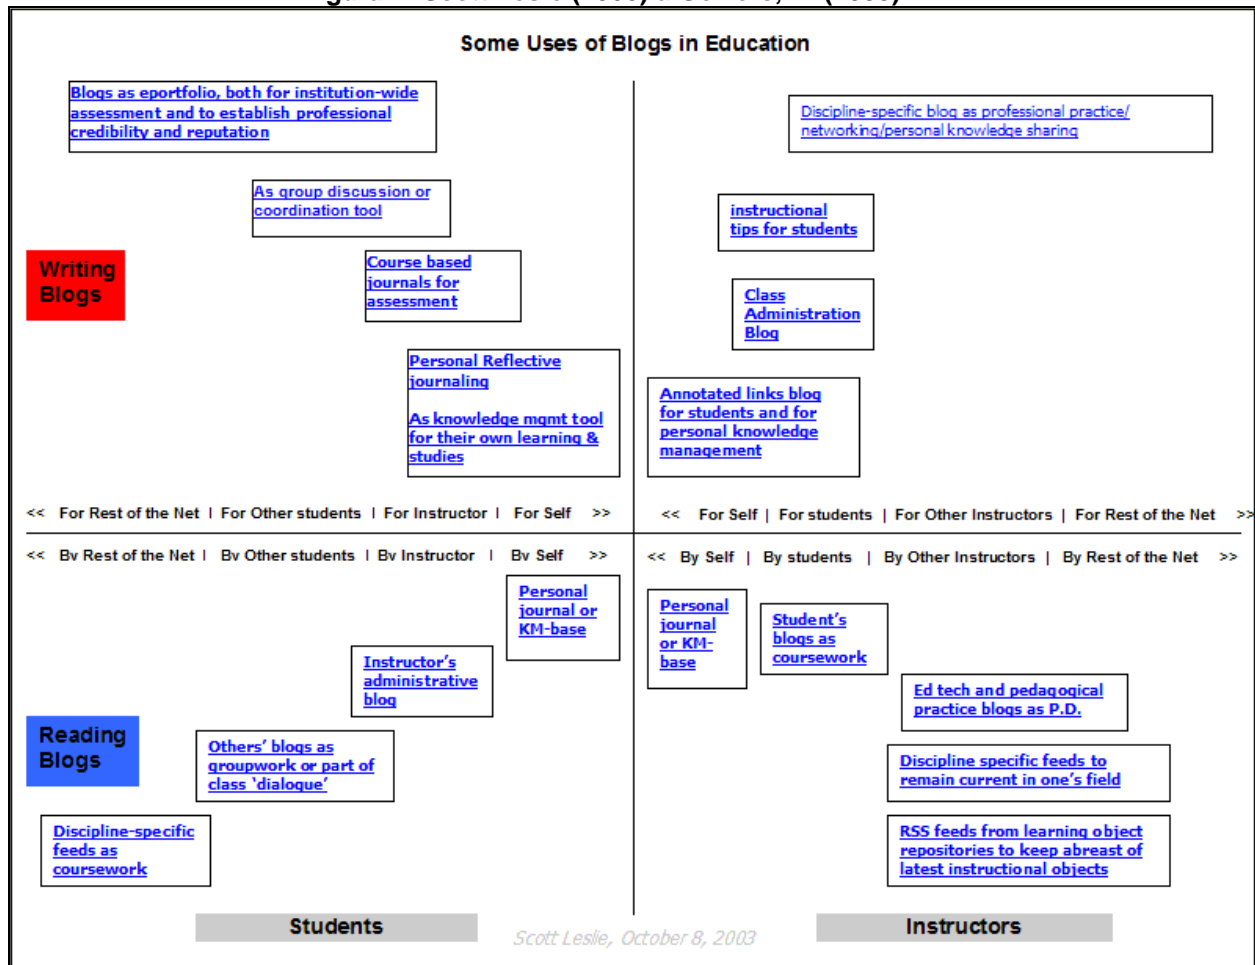 Some Uses of Blogs in Education
Blogs as eportfolio, both for institution-wide
assessment and to establish professional
credibility and reputation
Discipline-specific blog as professional practice/
networking/personal knowledge sharing
As group discussion or
coordination tool
instructional
tips for students
Writing
Blogs
Course based
journals for
assessment
Class
Administration
Blog
Personal Reflective
journaling
As knowledge mgmt tool
for their own learning &
studies
Annotated links blog
for students and for
personal knowledge
management
<< For Rest of the Net | For Other students | For Instructor | For Self >>
<< For Self | For students | For Other Instructors | For Rest of the Net >>
<< By Rest of the Net | By Other students | By Instructor | By Self >>
<< By Self | By students | By Other Instructors | By Rest of the Net >>
Personal
journal or
KM-base
Personal
journal
or KM-
base
Student's
blogs as
coursework
Instructor's
administrative
blog
Ed tech and pedagogical
practice blogs as P.D.
Reading
Blogs
Others' blogs as
groupwork or part of
class 'dialogue'
Discipline specific feeds to
remain current in one's field
Discipline-specific
feeds as
coursework
RSS feeds from learning object
repositories to keep abreast of
latest instructional objects
Students
Scott Leslie, October 8, 2003
Instructors